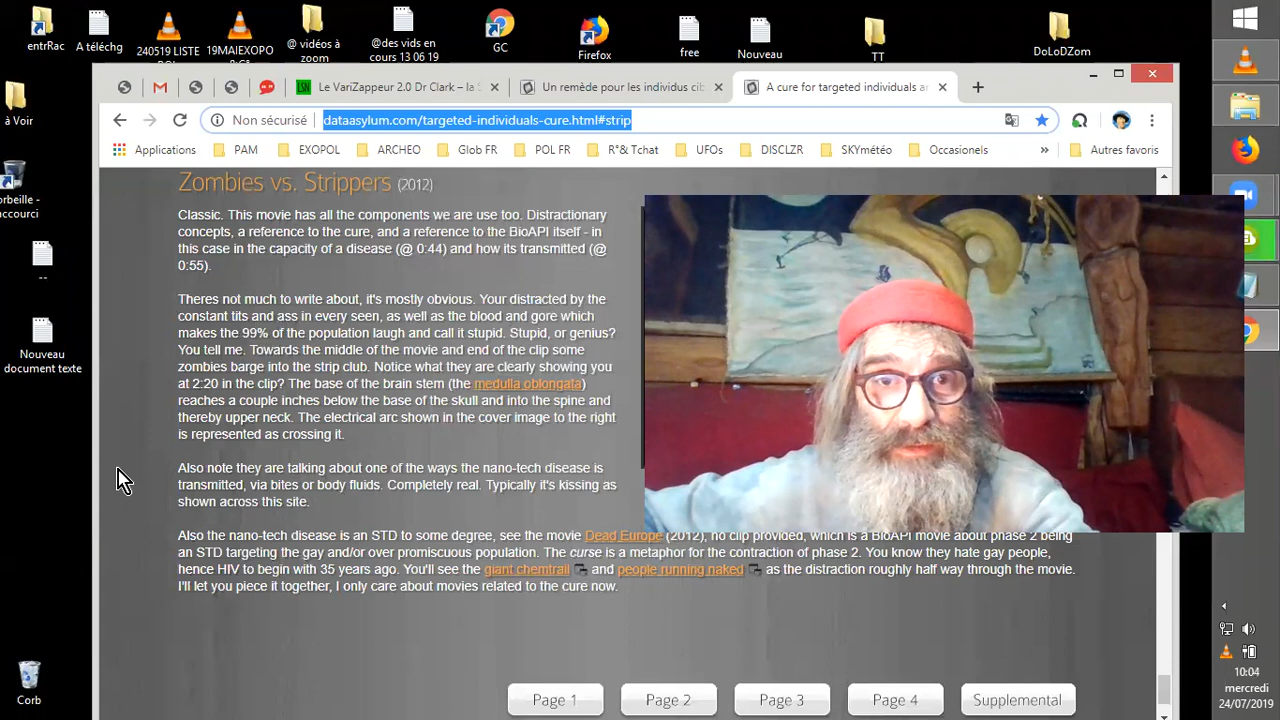 entrRac
A téléchg
240519 LISTE
19MAIEXOPO
@ vidéos à
zoom
@des vids en
cours 13 06 19
GC
Firefox
free
Nouveau
TT
DoLoDZom
à Voir
orbeille -
accourci
--
Nouveau
document texte
Corb
Le VariZappeur 2.0 Dr Clark – la S
Un remède pour les individus cib
A cure for targeted individuals an
Non sécurisé
dataasylum.com/targeted-individuals-cure.html#strip
Applications
PAM
EXOPOL
ARCHEO
Glob FR
POL FR
R°& Tchat
UFOs
DISCLZR
SKYmétéo
Occasionels
»
Autres favoris
Zombies vs. Strippers (2012)
Classic. This movie has all the components we are use too. Distractionary
concepts, a reference to the cure, and a reference to the BioAPI itself - in
this case in the capacity of a disease (@ 0:44) and how its transmitted (@
0:55).
Theres not much to write about, it's mostly obvious. Your distracted by the
constant tits and ass in every seen, as well as the blood and gore which
makes the 99% of the population laugh and call it stupid. Stupid, or genius?
You tell me. Towards the middle of the movie and end of the clip some
zombies barge into the strip club. Notice what they are clearly showing you
at 2:20 in the clip? The base of the brain stem (the medulla oblongata)
reaches a couple inches below the base of the skull and into the spine and
thereby upper neck. The electrical arc shown in the cover image to the right
is represented as crossing it.
Also note they are talking about one of the ways the nano-tech disease is
transmitted, via bites or body fluids. Completely real. Typically it's kissing as
shown across this site.
Also the nano-tech disease is an STD to some degree, see the movie Dead Europe (2012), no clip provided, which is a BioAPI movie about phase 2 being
an STD targeting the gay and/or over promiscuous population. The curse is a metaphor for the contraction of phase 2. You know they hate gay people,
hence HIV to begin with 35 years ago. You'll see the giant chemtrail and people running naked as the distraction roughly half way through the movie.
I'll let you piece it together, I only care about movies related to the cure now.
Page 1
Page 2
Page 3
Page 4
Supplemental
10:04
mercredi
24/07/2019